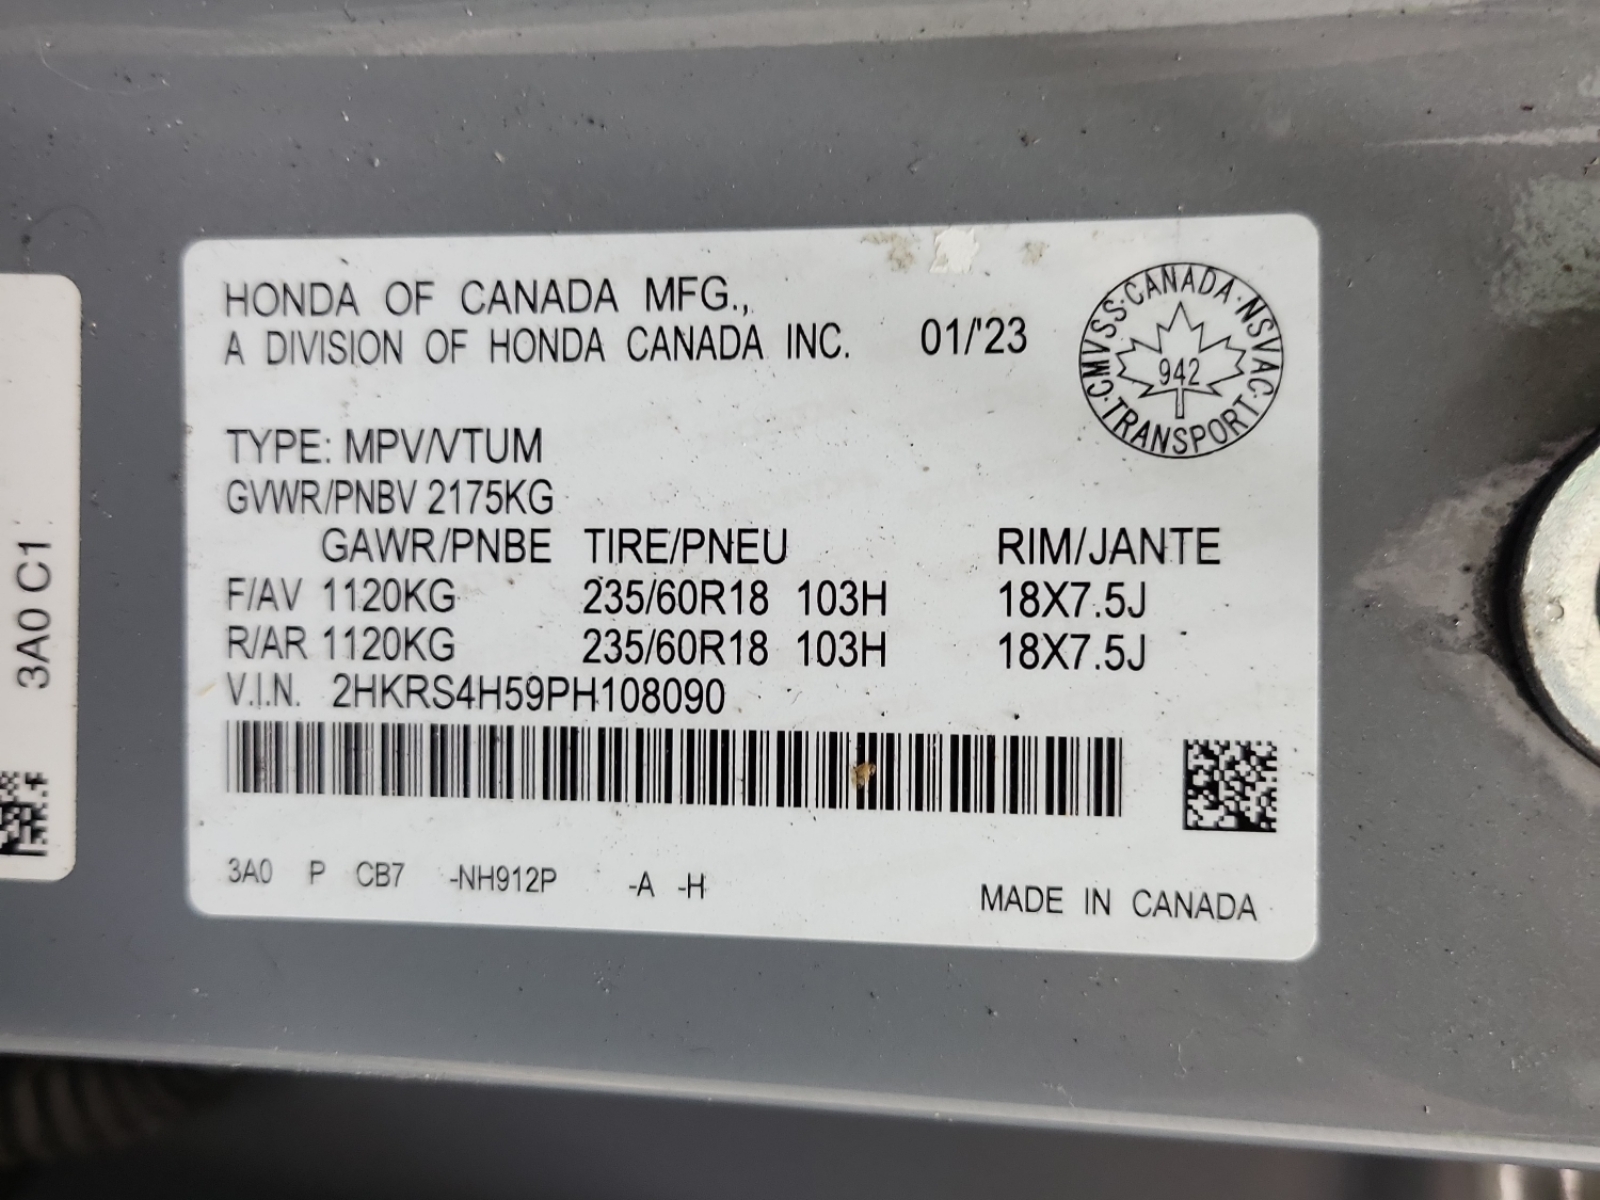 HONDA OF CANADA MFG.,
A DIVISION OF HONDA CANADA INC. 01/'23
CMVSS·CANADA·NSVAC·TRANSPORT·
942
TYPE: MPV/VTUM
GVWR/PNBV 2175KG
GAWR/PNBE TIRE/PNEU RIM/JANTE
F/AV 1120KG 235/60R18 103H 18X7.5J
R/AR 1120KG 235/60R18 103H 18X7.5J
V.I.N. 2HKRS4H59PH108090
3A0 P CB7 -NH912P -A -H
MADE IN CANADA
3A0 C1